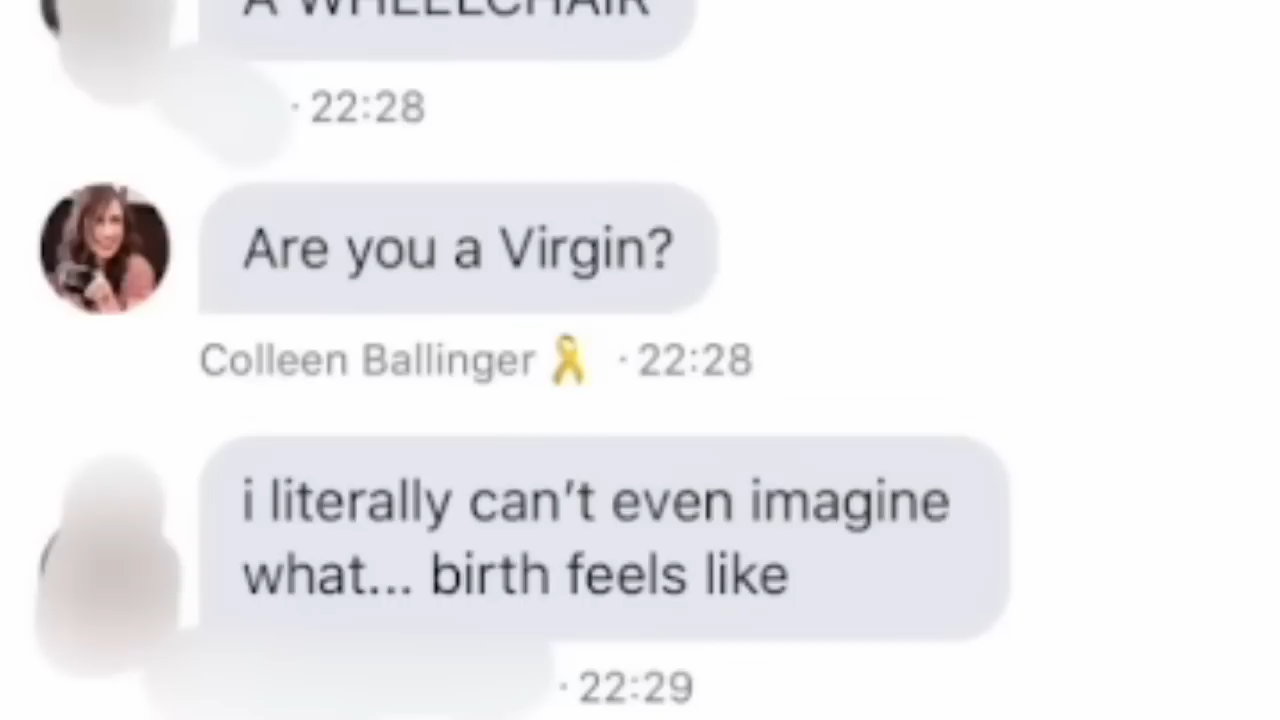 A WHEELCHAIR
· 22:28
Are you a Virgin?
Colleen Ballinger 🎗 · 22:28
i literally can't even imagine
what... birth feels like
· 22:29